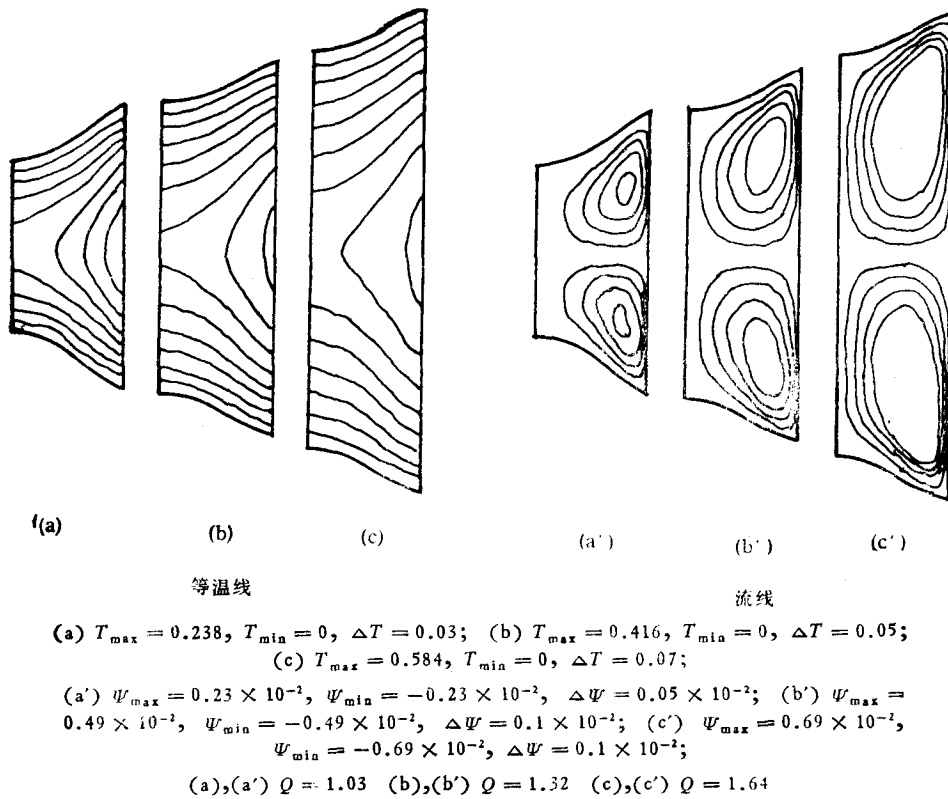 (a) (b) (c) (a') (b') (c')
等温线 流线
(a) T_max = 0.238, T_min = 0, ΔT = 0.03; (b) T_max = 0.416, T_min = 0, ΔT = 0.05;
(c) T_max = 0.584, T_min = 0, ΔT = 0.07;
(a') Ψ_max = 0.23 × 10⁻², Ψ_min = −0.23 × 10⁻², ΔΨ = 0.05 × 10⁻²; (b') Ψ_max =
0.49 × 10⁻², Ψ_min = −0.49 × 10⁻², ΔΨ = 0.1 × 10⁻²; (c') Ψ_max = 0.69 × 10⁻²,
Ψ_min = −0.69 × 10⁻², ΔΨ = 0.1 × 10⁻²;
(a),(a') Q = 1.03 (b),(b') Q = 1.32 (c),(c') Q = 1.64